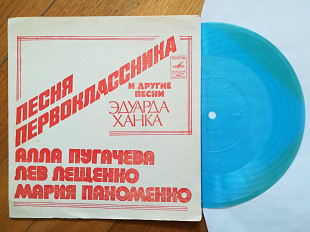 ПЕСНЯ
ПЕРВОКЛАССНИКА
И ДРУГИЕ
ПЕСНИ
ЭДУАРДА
ХАНКА
АЛЛА ПУГАЧЕВА
ЛЕВ ЛЕЩЕНКО
МАРИЯ ПАХОМЕНКО